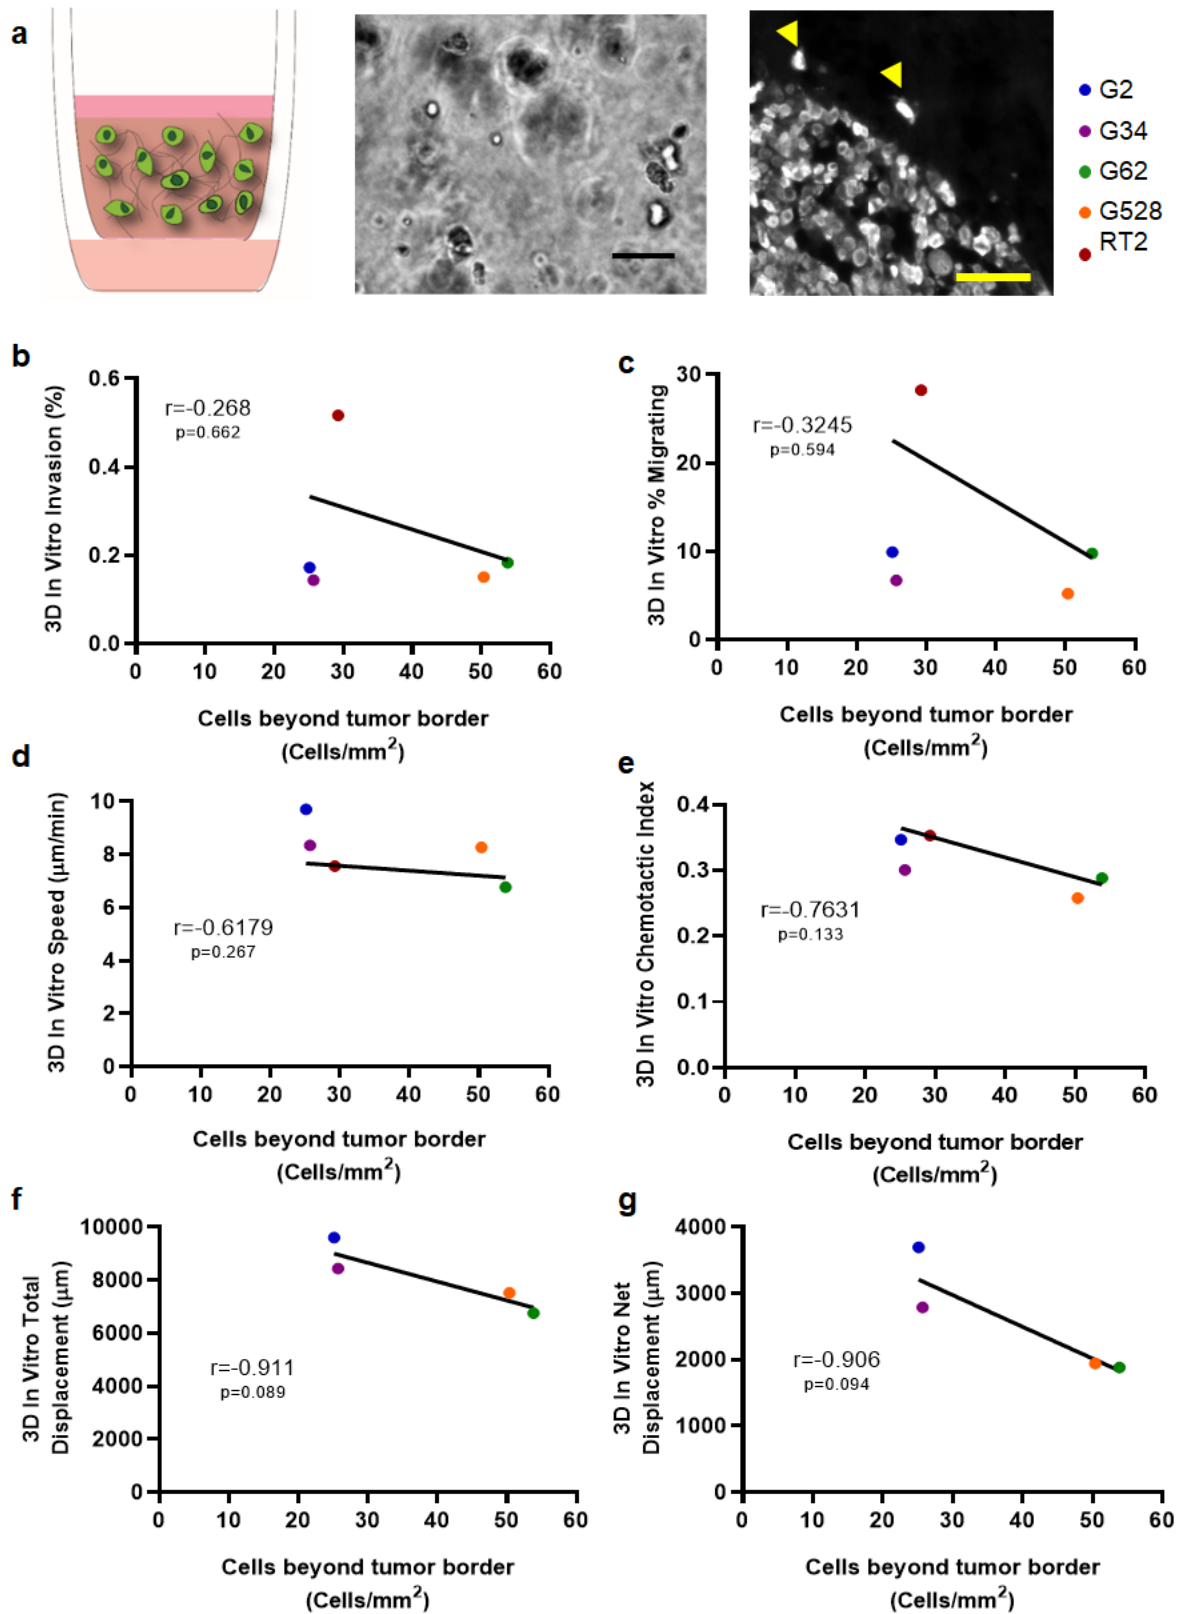 a
G2
G34
G62
G528
RT2
b
3D In Vitro Invasion (%)
0.6
0.4
0.2
0.0
r=-0.268
p=0.662
0 10 20 30 40 50 60
Cells beyond tumor border
(Cells/mm²)
c
3D In Vitro % Migrating
30
20
10
0
r=-0.3245
p=0.594
0 10 20 30 40 50 60
Cells beyond tumor border
(Cells/mm²)
d
3D In Vitro Speed (μm/min)
10
8
6
4
2
0
r=-0.6179
p=0.267
0 10 20 30 40 50 60
Cells beyond tumor border
(Cells/mm²)
e
3D In Vitro Chemotactic Index
0.4
0.3
0.2
0.1
0.0
r=-0.7631
p=0.133
0 10 20 30 40 50 60
Cells beyond tumor border
(Cells/mm²)
f
3D In Vitro Total
Displacement (μm)
10000
8000
6000
4000
2000
0
r=-0.911
p=0.089
0 10 20 30 40 50 60
Cells beyond tumor border
(Cells/mm²)
g
3D In Vitro Net
Displacement (μm)
4000
3000
2000
1000
0
r=-0.906
p=0.094
0 10 20 30 40 50 60
Cells beyond tumor border
(Cells/mm²)